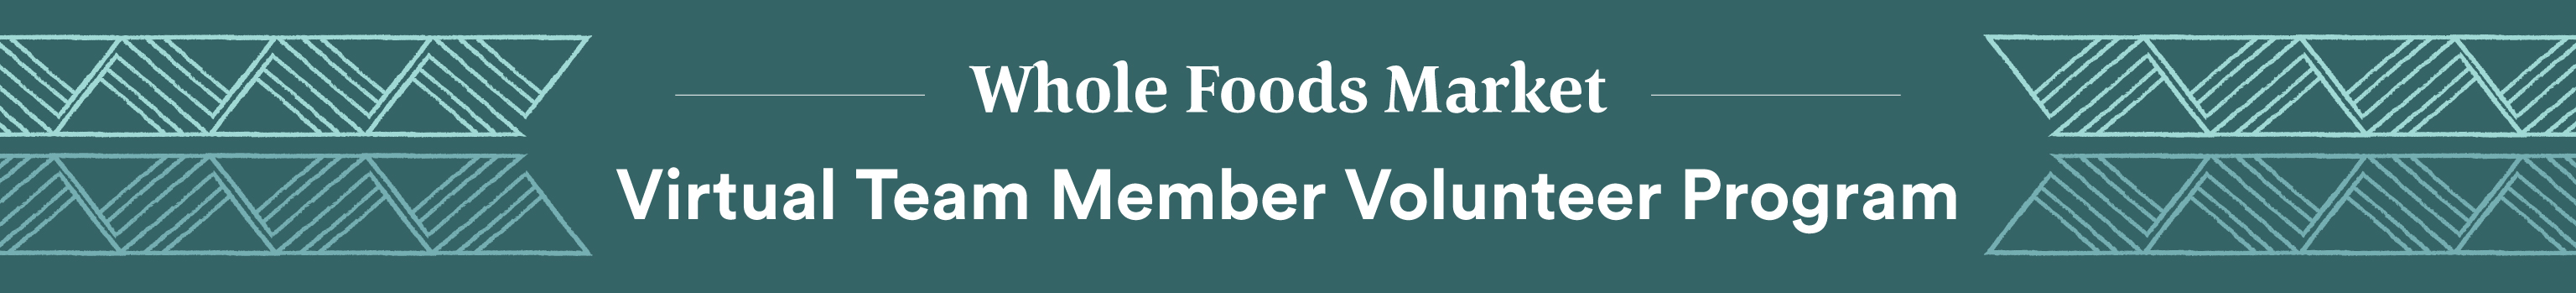 Whole Foods Market
Virtual Team Member Volunteer Program